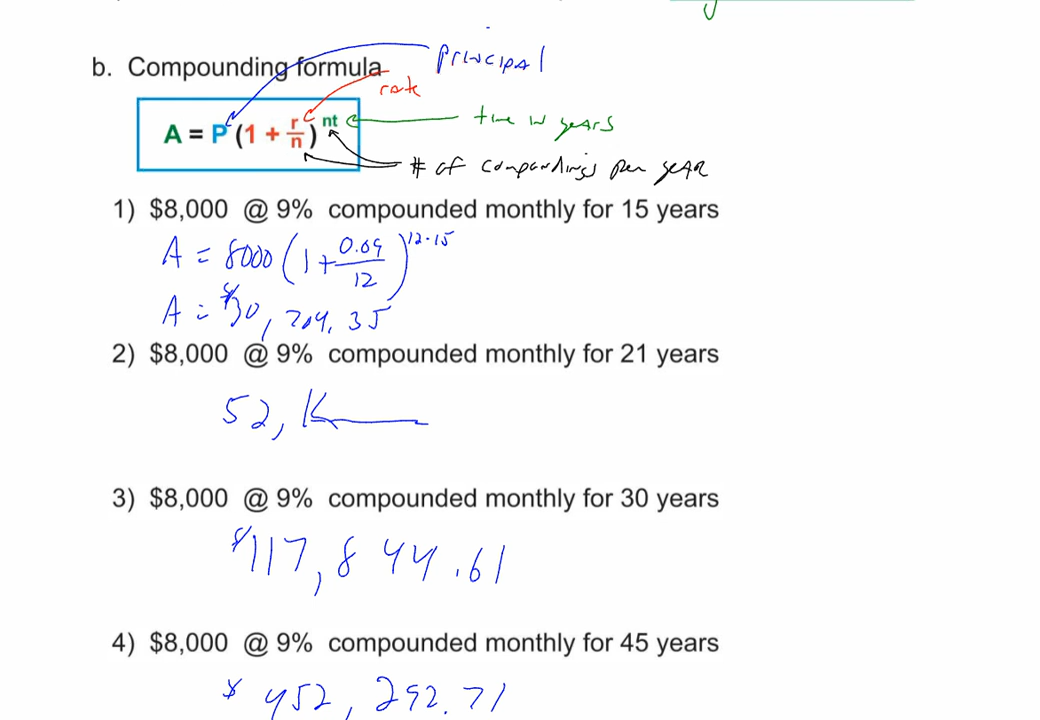 b. Compounding formula
principal
rate
A = P (1 + r/n)^nt
time in years
# of compoundings per year
1) $8,000 @ 9% compounded monthly for 15 years
A = 8000 (1 + 0.09/12)^12·15
A = $30,704.35
2) $8,000 @ 9% compounded monthly for 21 years
52,
3) $8,000 @ 9% compounded monthly for 30 years
$117,844.61
4) $8,000 @ 9% compounded monthly for 45 years
$452,292.71